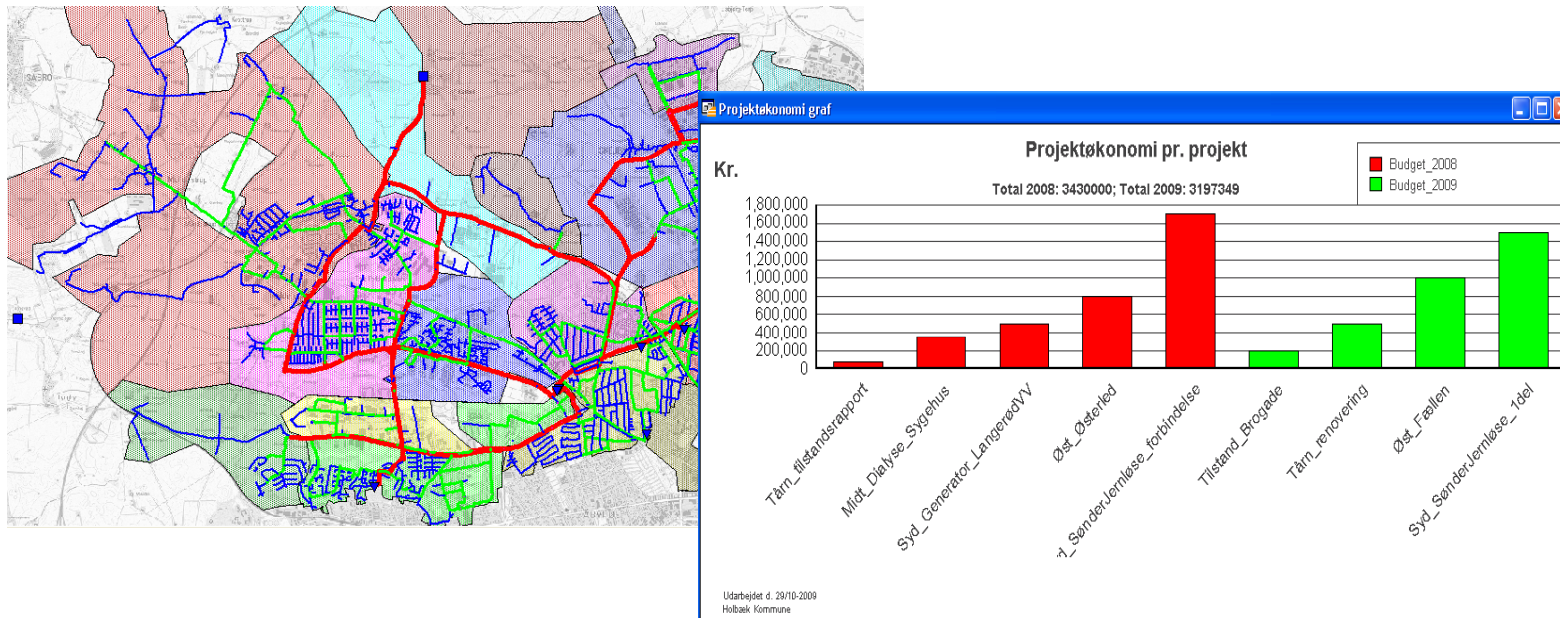 SABRO
Projektøkonomi graf
Projektøkonomi pr. projekt
Kr.
Total 2008: 3430000; Total 2009: 3197349
Budget_2008
Budget_2009
1,800,000
1,600,000
1,400,000
1,200,000
1,000,000
800,000
600,000
400,000
200,000
0
Tårn_tilstandsrapport
Midt_Dialyse_Sygehus
Syd_Generator_LangerødVV
Øst_Østerled
d_SønderJernløse_forbindelse
Tilstand_Brogade
Tårn_renovering
Øst_Fællen
Syd_SønderJernløse_1del
Udarbejdet d. 29/10-2009
Holbæk Kommune